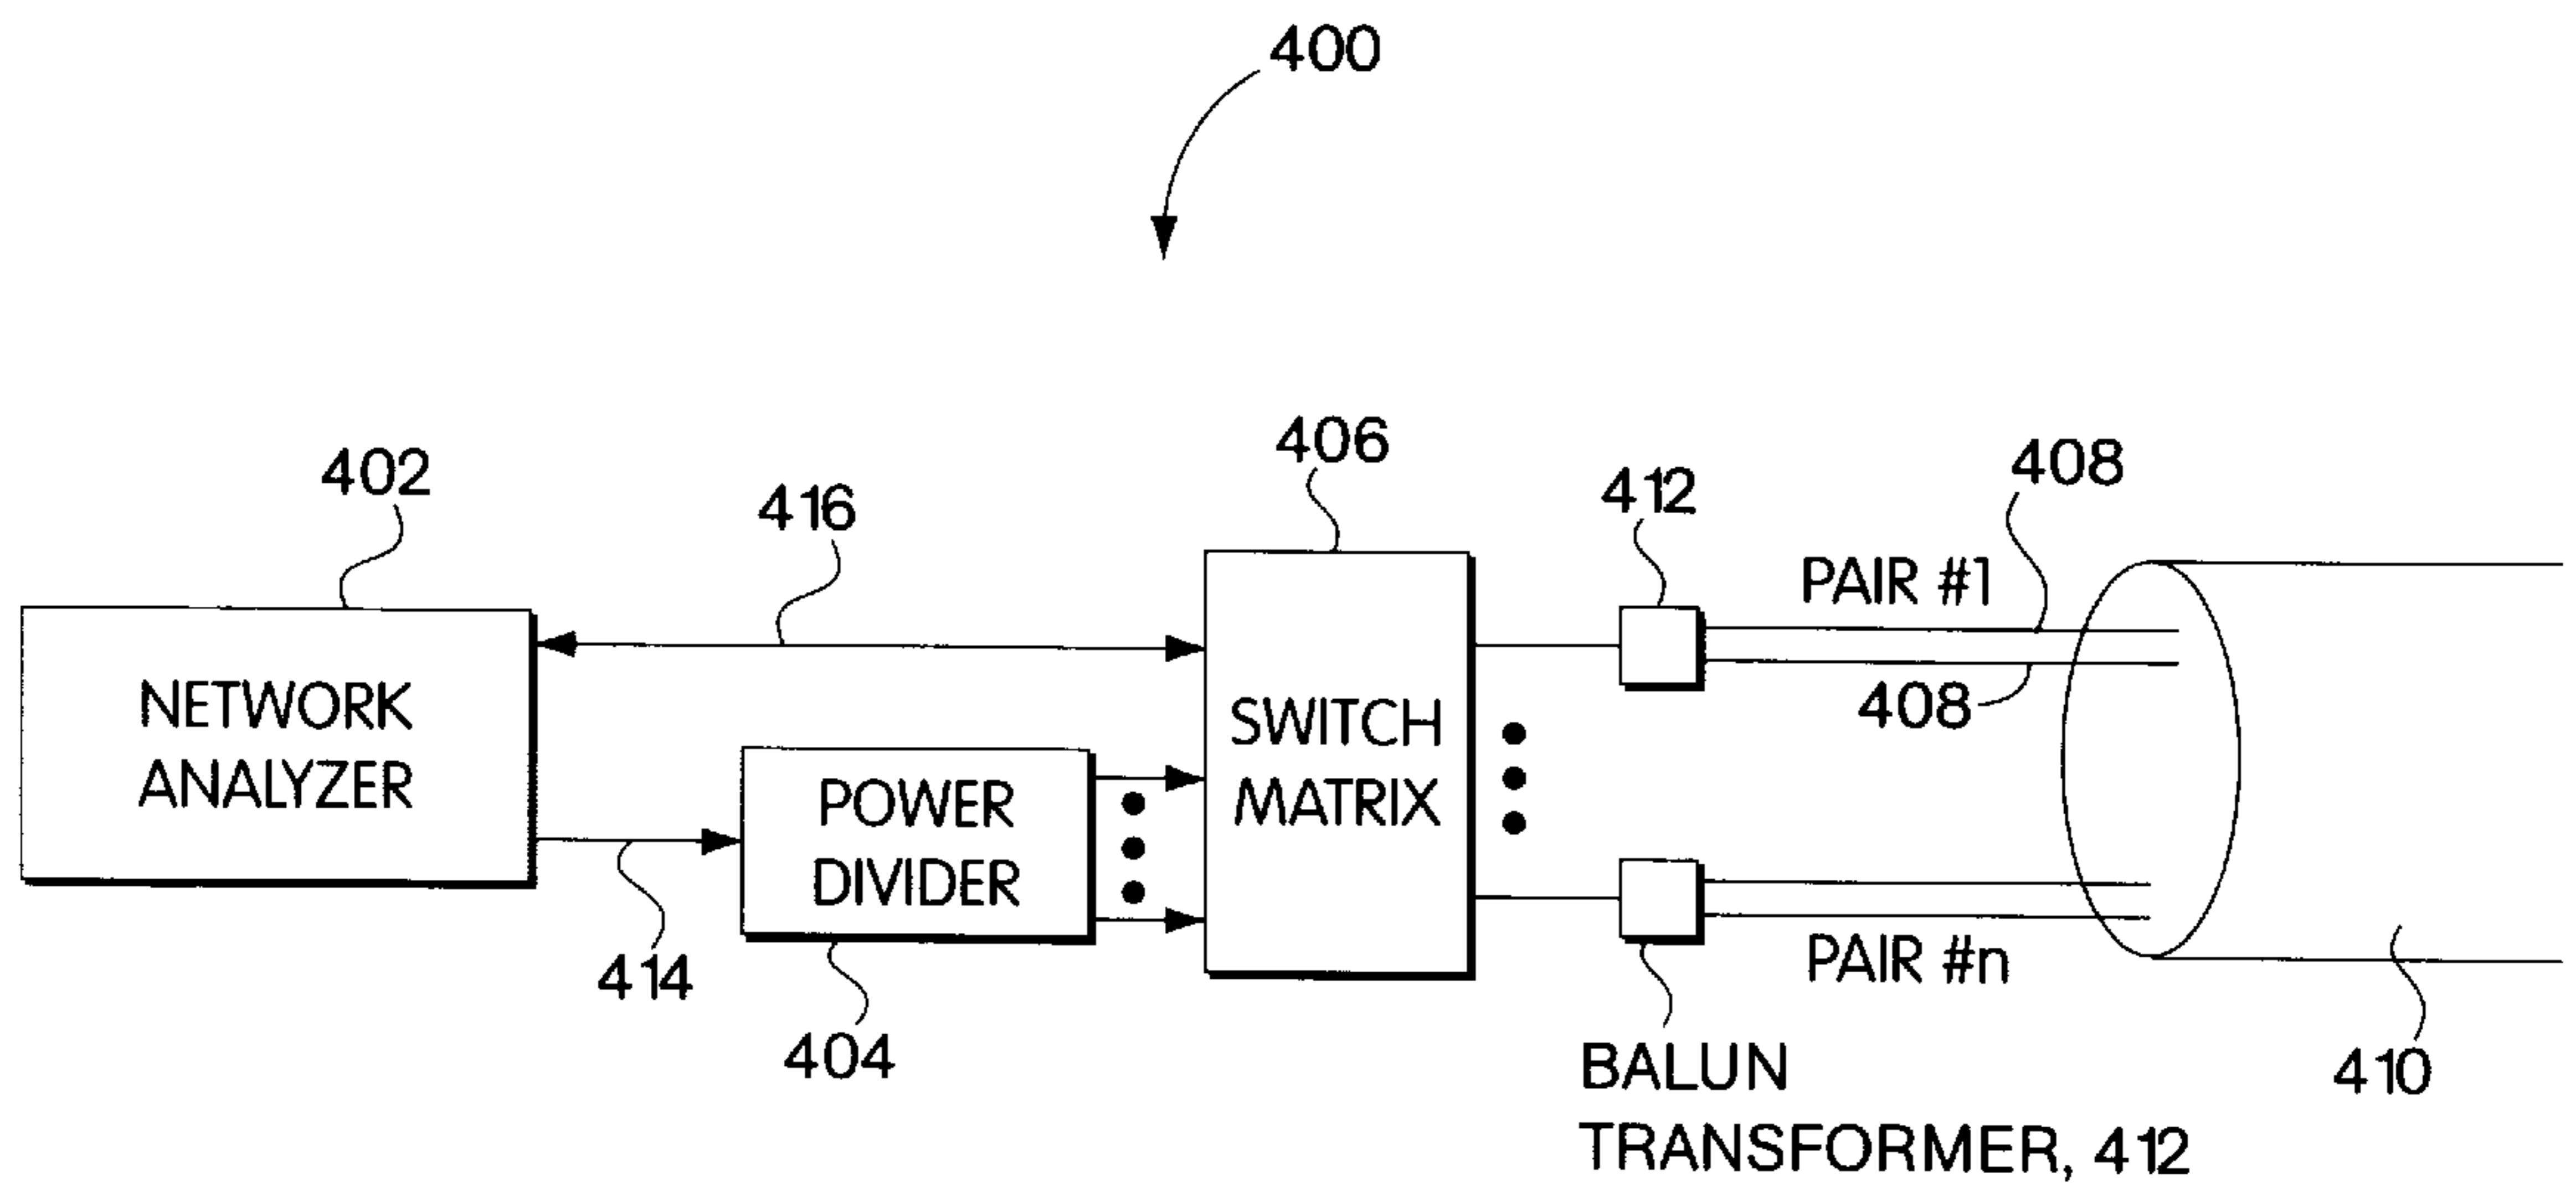 400
402
416
406
412
408
PAIR #1
408
NETWORK
ANALYZER
SWITCH
MATRIX
POWER
DIVIDER
414
404
PAIR #n
410
BALUN
TRANSFORMER, 412